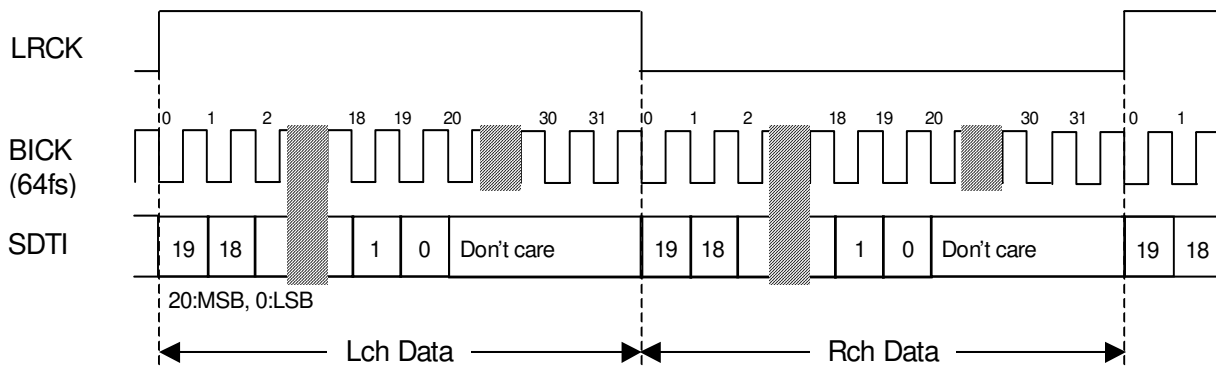 LRCK
0 1 2 18 19 20 30 31 0 1 2 18 19 20 30 31 0 1
BICK
(64fs)
SDTI 19 18 1 0 Don't care 19 18 1 0 Don't care 19 18
20:MSB, 0:LSB
Lch Data Rch Data